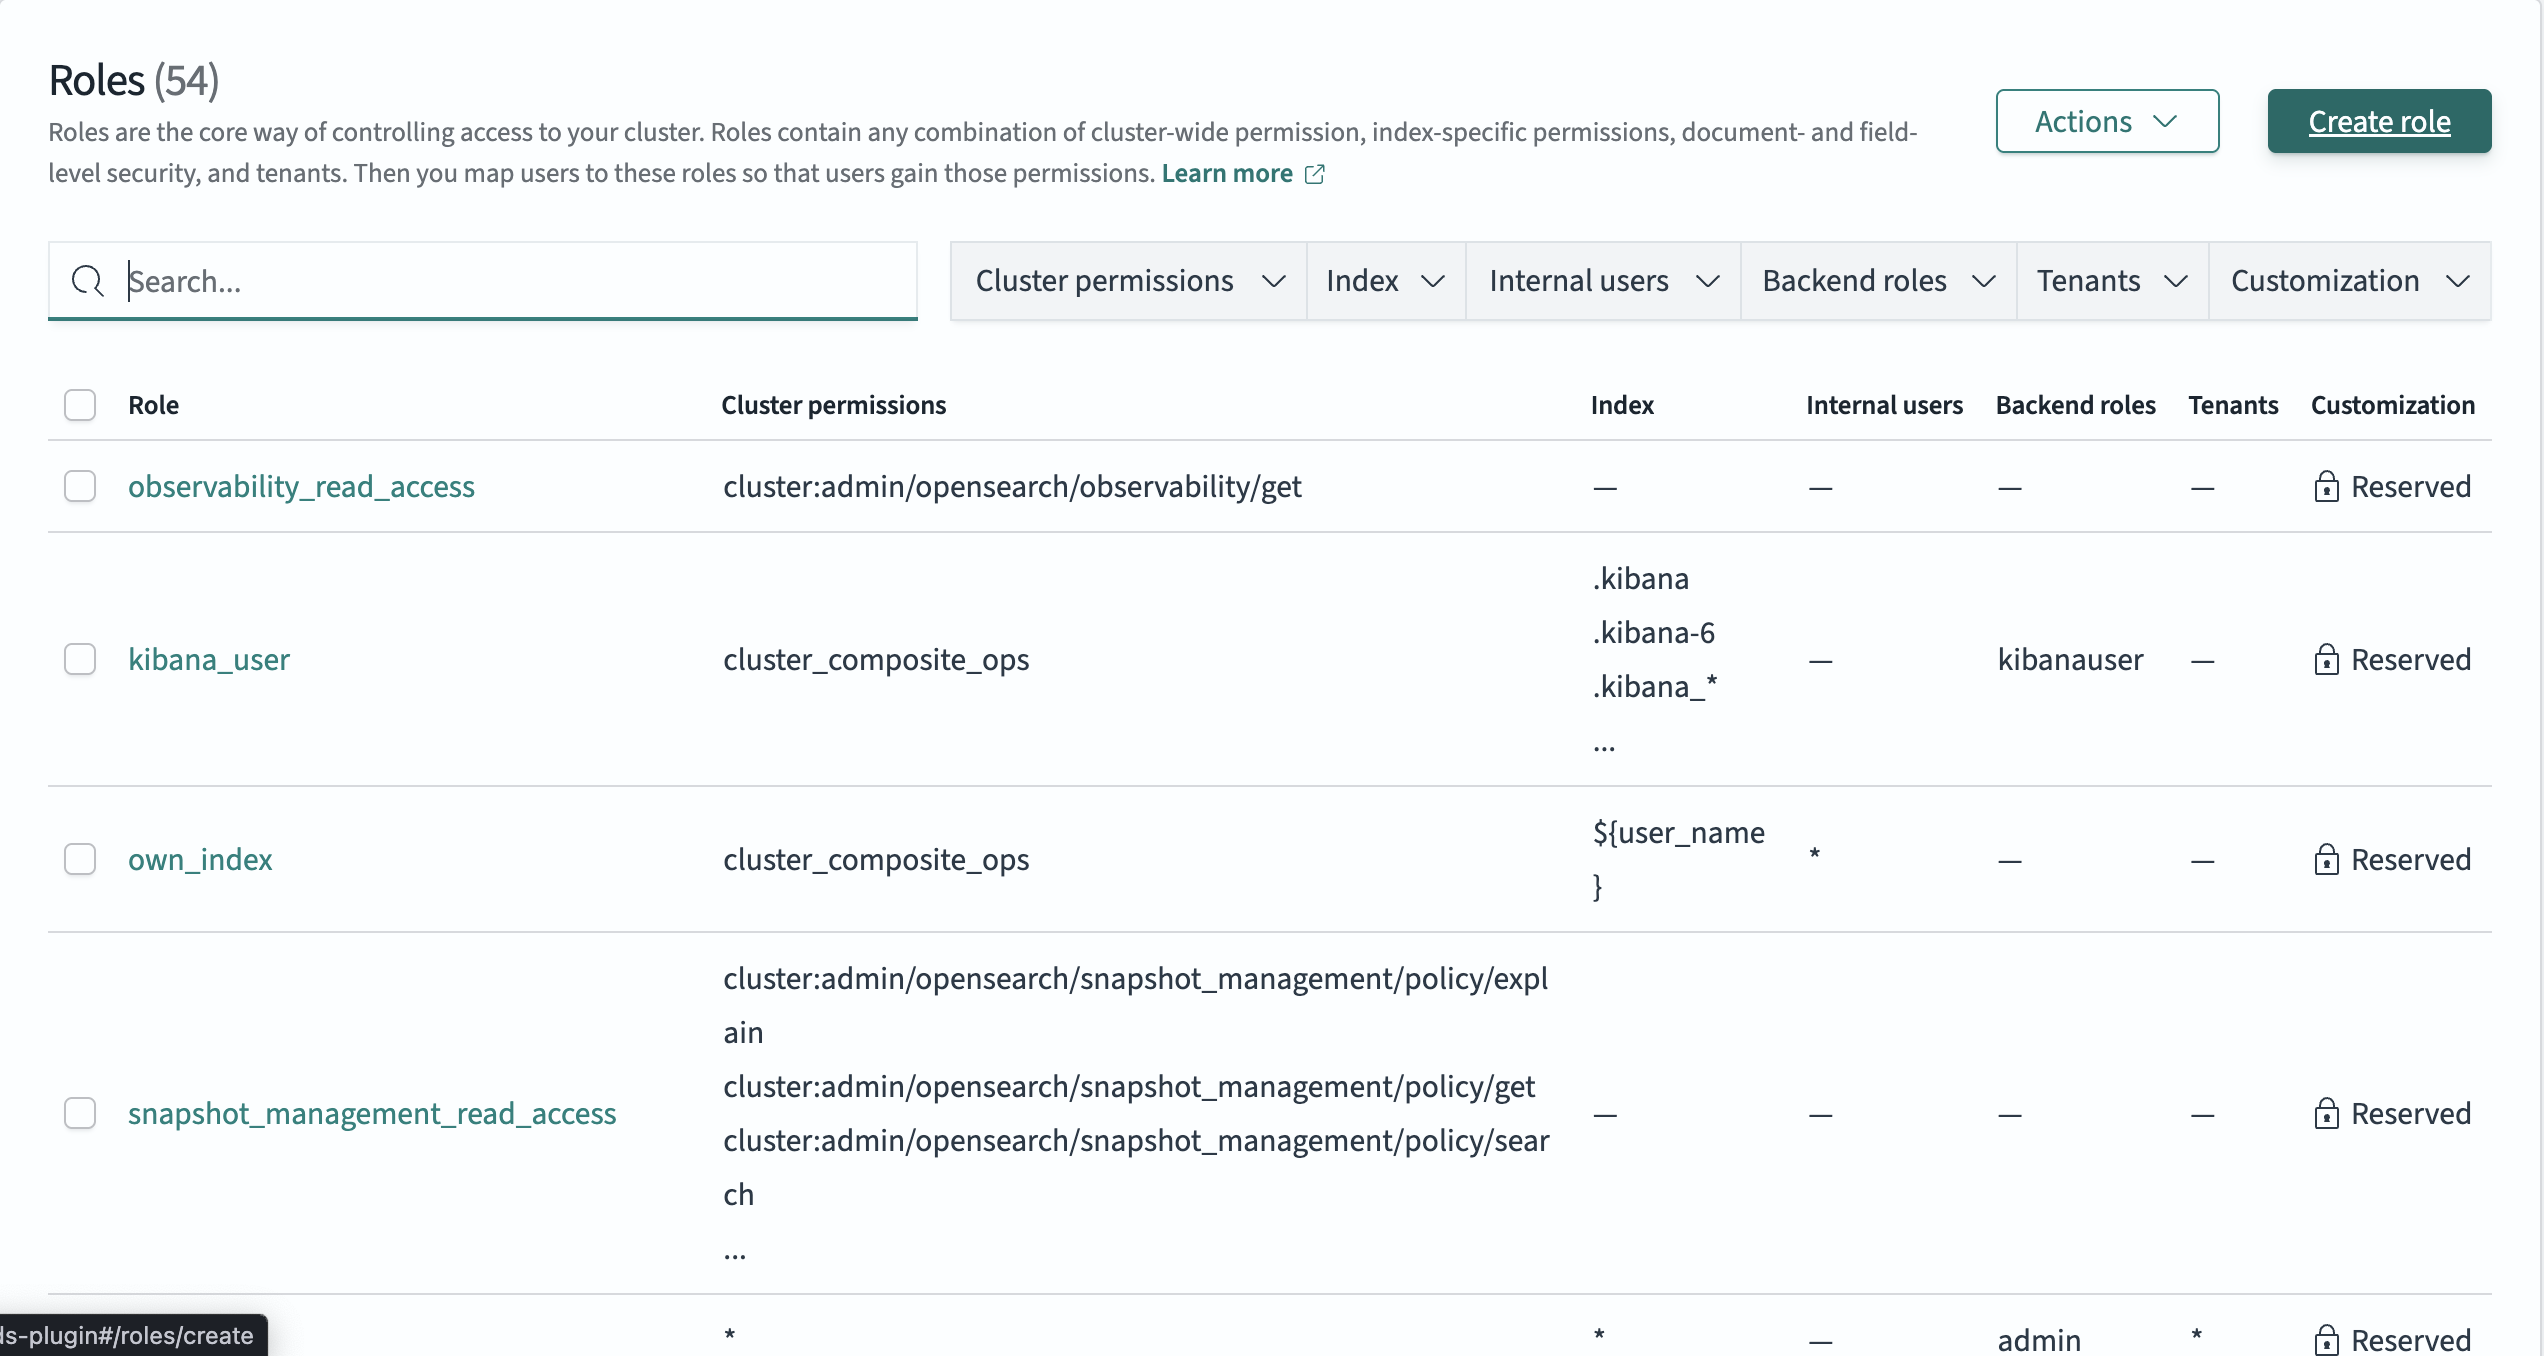 Roles (54)
Roles are the core way of controlling access to your cluster. Roles contain any combination of cluster-wide permission, index-specific permissions, document- and field-
level security, and tenants. Then you map users to these roles so that users gain those permissions. Learn more
Actions
Create role
Search...
Cluster permissions Index Internal users Backend roles Tenants Customization
Role Cluster permissions Index Internal users Backend roles Tenants Customization
observability_read_access cluster:admin/opensearch/observability/get — — — — Reserved
kibana_user cluster_composite_ops
.kibana
.kibana-6
.kibana_*
...
— kibanauser — Reserved
own_index cluster_composite_ops
${user_name
}
* — — Reserved
snapshot_management_read_access
cluster:admin/opensearch/snapshot_management/policy/expl
ain
cluster:admin/opensearch/snapshot_management/policy/get
cluster:admin/opensearch/snapshot_management/policy/sear
ch
...
— — — — Reserved
* * — admin * Reserved
ds-plugin#/roles/create